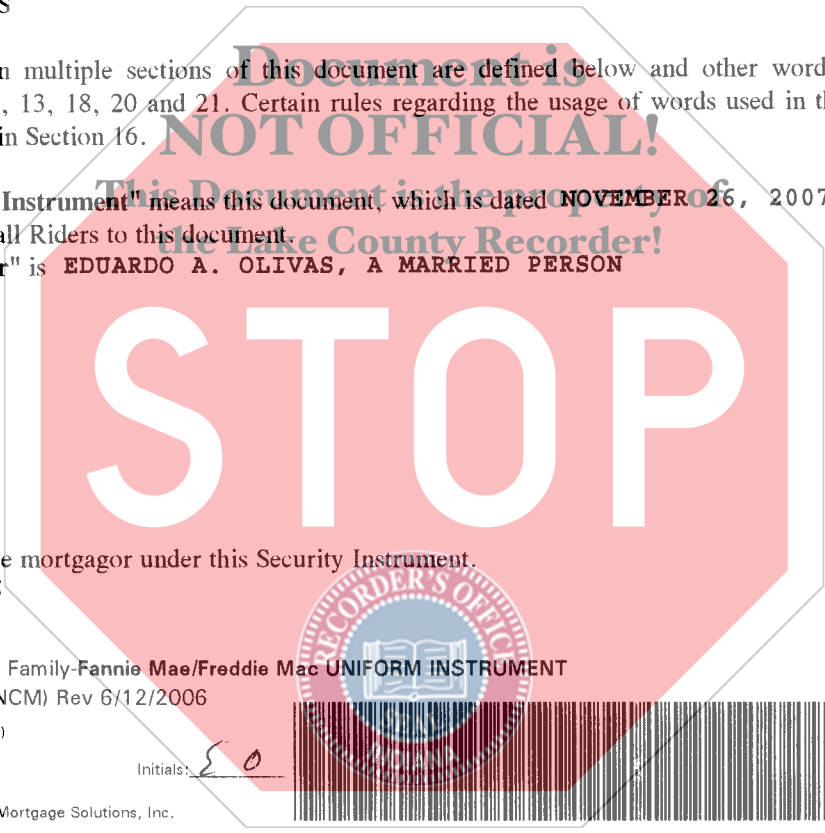 Document is
n multiple sections of this document are defined below and other word
, 13, 18, 20 and 21. Certain rules regarding the usage of words used in th
in Section 16.
NOT OFFICIAL!
This Document is the property of
Instrument" means this document, which is dated NOVEMBER 26, 2007
all Riders to this document.
the Lake County Recorder!
r" is EDUARDO A. OLIVAS, A MARRIED PERSON
STOP
e mortgagor under this Security Instrument.
RECORDER'S OFFICE
Family-Fannie Mae/Freddie Mac UNIFORM INSTRUMENT
NCM) Rev 6/12/2006
SEAL
INDIANA
Initials: E O
Mortgage Solutions, Inc.